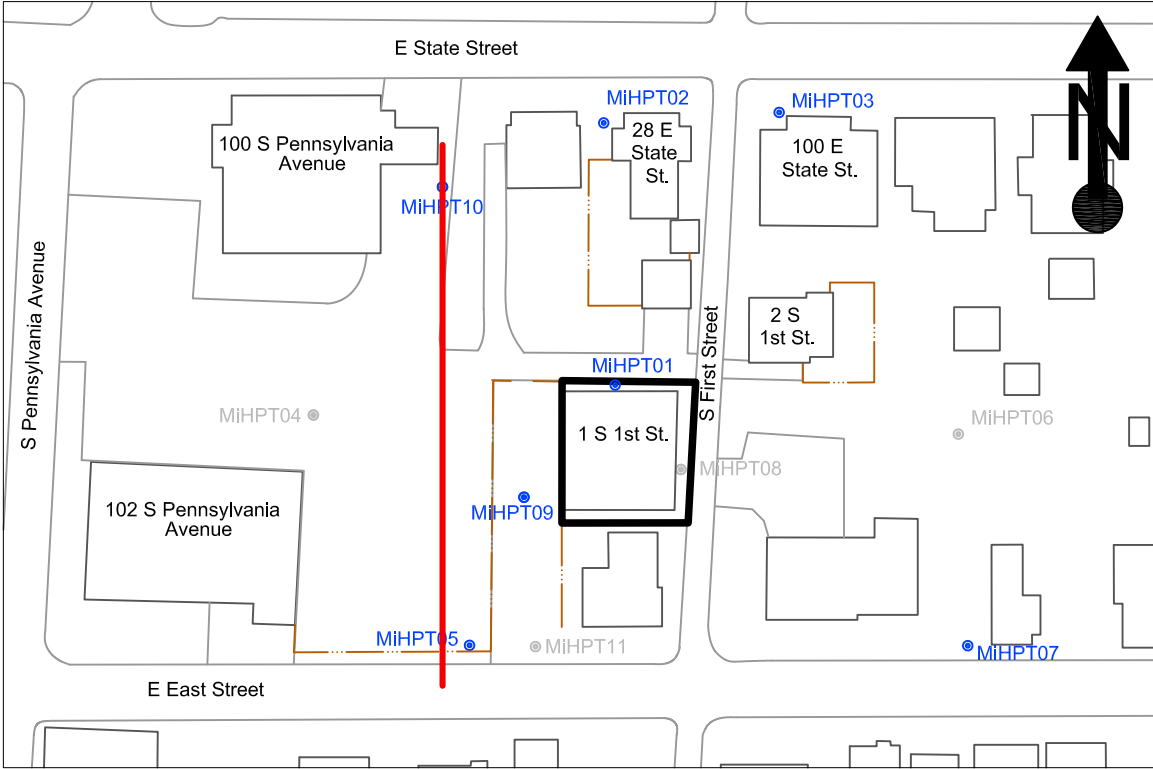 E State Street
N
MiHPT02
MiHPT03
100 S Pennsylvania
Avenue
28 E
State
St.
100 E
State St.
MiHPT10
S Pennsylvania Avenue
2 S
1st St.
S First Street
MiHPT01
MiHPT04
1 S 1st St.
MiHPT06
MiHPT08
102 S Pennsylvania
Avenue
MiHPT09
MiHPT05
MiHPT11
MiHPT07
E East Street